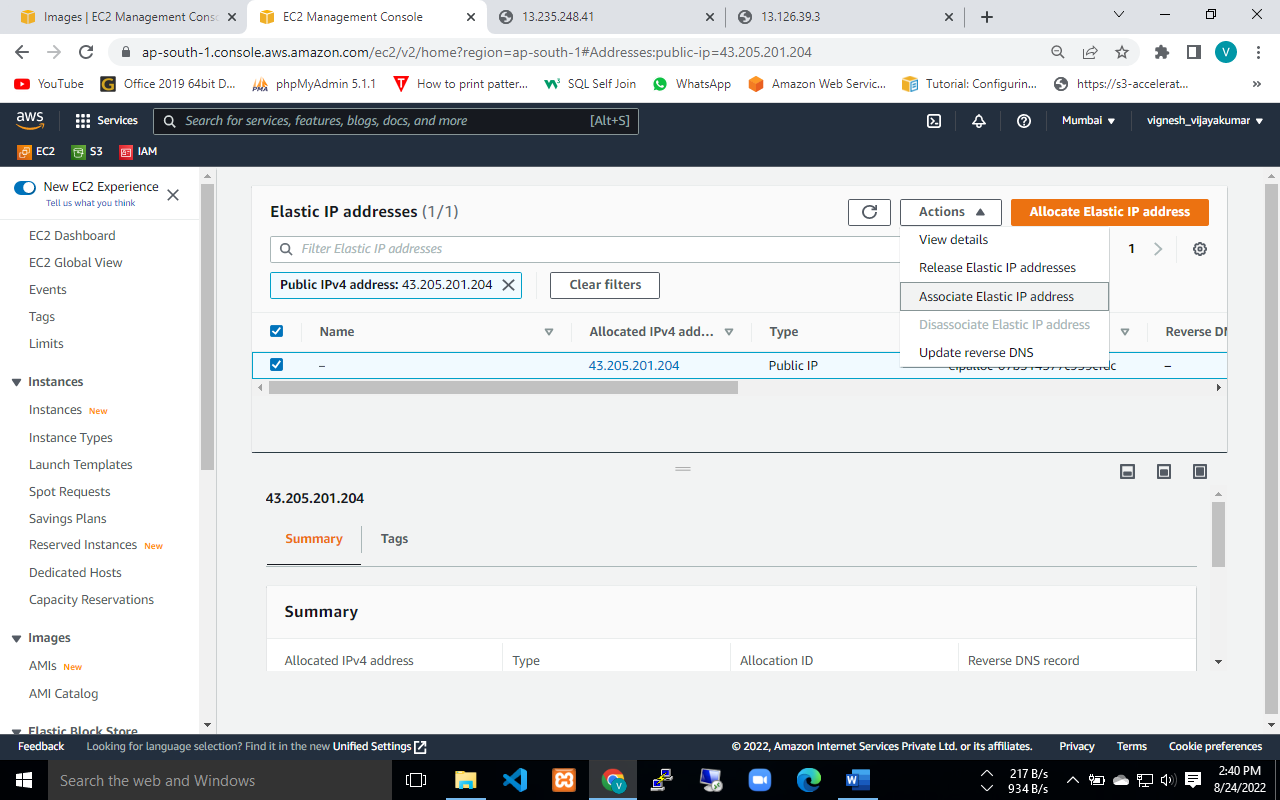 Images | EC2 Management Conso
EC2 Management Console
13.235.248.41
13.126.39.3
ap-south-1.console.aws.amazon.com/ec2/v2/home?region=ap-south-1#Addresses:public-ip=43.205.201.204
V
YouTube
Office 2019 64bit D...
phpMyAdmin 5.1.1
How to print patter...
SQL Self Join
WhatsApp
Amazon Web Servic...
Tutorial: Configurin...
https://s3-accelerat...
»
aws
Services
Search for services, features, blogs, docs, and more
[Alt+S]
Mumbai
vignesh_vijayakumar
EC2
S3
IAM
New EC2 Experience
Tell us what you think
EC2 Dashboard
EC2 Global View
Events
Tags
Limits
Instances
Instances New
Instance Types
Launch Templates
Spot Requests
Savings Plans
Reserved Instances New
Dedicated Hosts
Capacity Reservations
Images
AMIs New
AMI Catalog
Elastic Block Store
Elastic IP addresses (1/1)
Actions
Allocate Elastic IP address
View details
Release Elastic IP addresses
Associate Elastic IP address
Disassociate Elastic IP address
Update reverse DNS
Filter Elastic IP addresses
1
Public IPv4 address: 43.205.201.204
Clear filters
Name
Allocated IPv4 add...
Type
Reverse DN
–
43.205.201.204
Public IP
–
43.205.201.204
Summary
Tags
Summary
Allocated IPv4 address
Type
Allocation ID
Reverse DNS record
Feedback
Looking for language selection? Find it in the new Unified Settings
© 2022, Amazon Internet Services Private Ltd. or its affiliates.
Privacy
Terms
Cookie preferences
Search the web and Windows
217 B/s
934 B/s
2:40 PM
8/24/2022